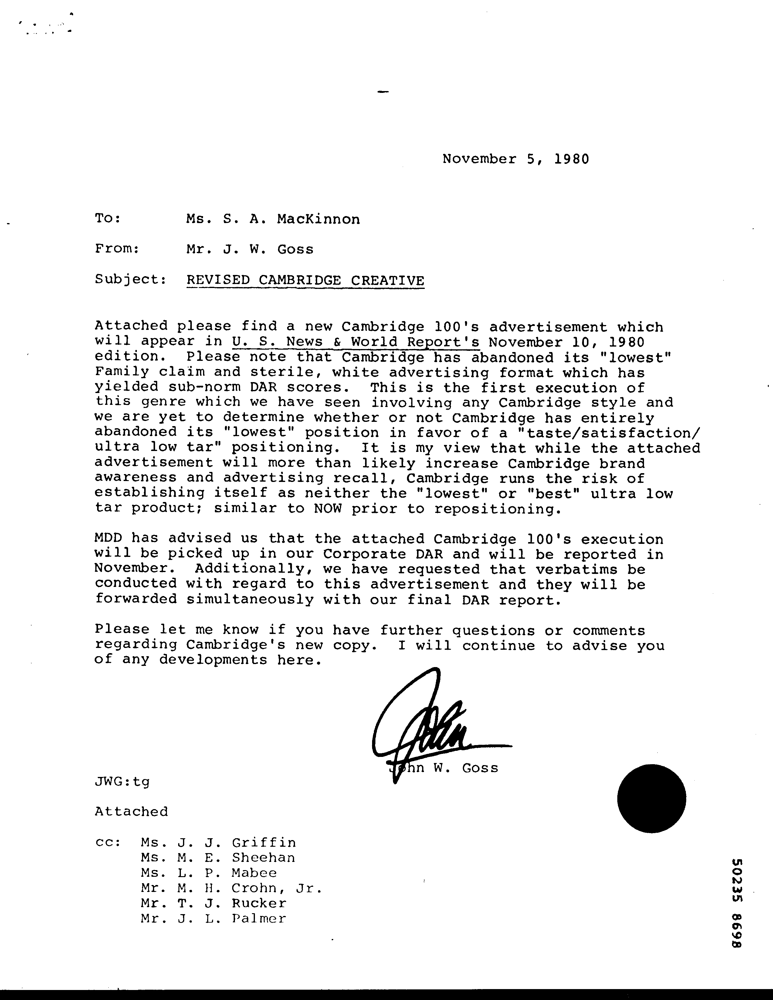 November 5, 1980
To: Ms. S. A. MacKinnon
From: Mr. J. W. Goss
Subject: REVISED CAMBRIDGE CREATIVE
Attached please find a new Cambridge 100's advertisement which
will appear in U. S. News & World Report's November 10, 1980
edition. Please note that Cambridge has abandoned its "lowest"
Family claim and sterile, white advertising format which has
yielded sub-norm DAR scores. This is the first execution of
this genre which we have seen involving any Cambridge style and
we are yet to determine whether or not Cambridge has entirely
abandoned its "lowest" position in favor of a "taste/satisfaction/
ultra low tar" positioning. It is my view that while the attached
advertisement will more than likely increase Cambridge brand
awareness and advertising recall, Cambridge runs the risk of
establishing itself as neither the "lowest" or "best" ultra low
tar product; similar to NOW prior to repositioning.
MDD has advised us that the attached Cambridge 100's execution
will be picked up in our Corporate DAR and will be reported in
November. Additionally, we have requested that verbatims be
conducted with regard to this advertisement and they will be
forwarded simultaneously with our final DAR report.
Please let me know if you have further questions or comments
regarding Cambridge's new copy. I will continue to advise you
of any developments here.
John
John W. Goss
JWG:tg
Attached
cc: Ms. J. J. Griffin
Ms. M. E. Sheehan
Ms. L. P. Mabee
Mr. M. H. Crohn, Jr.
Mr. T. J. Rucker
Mr. J. L. Palmer
50235 8698